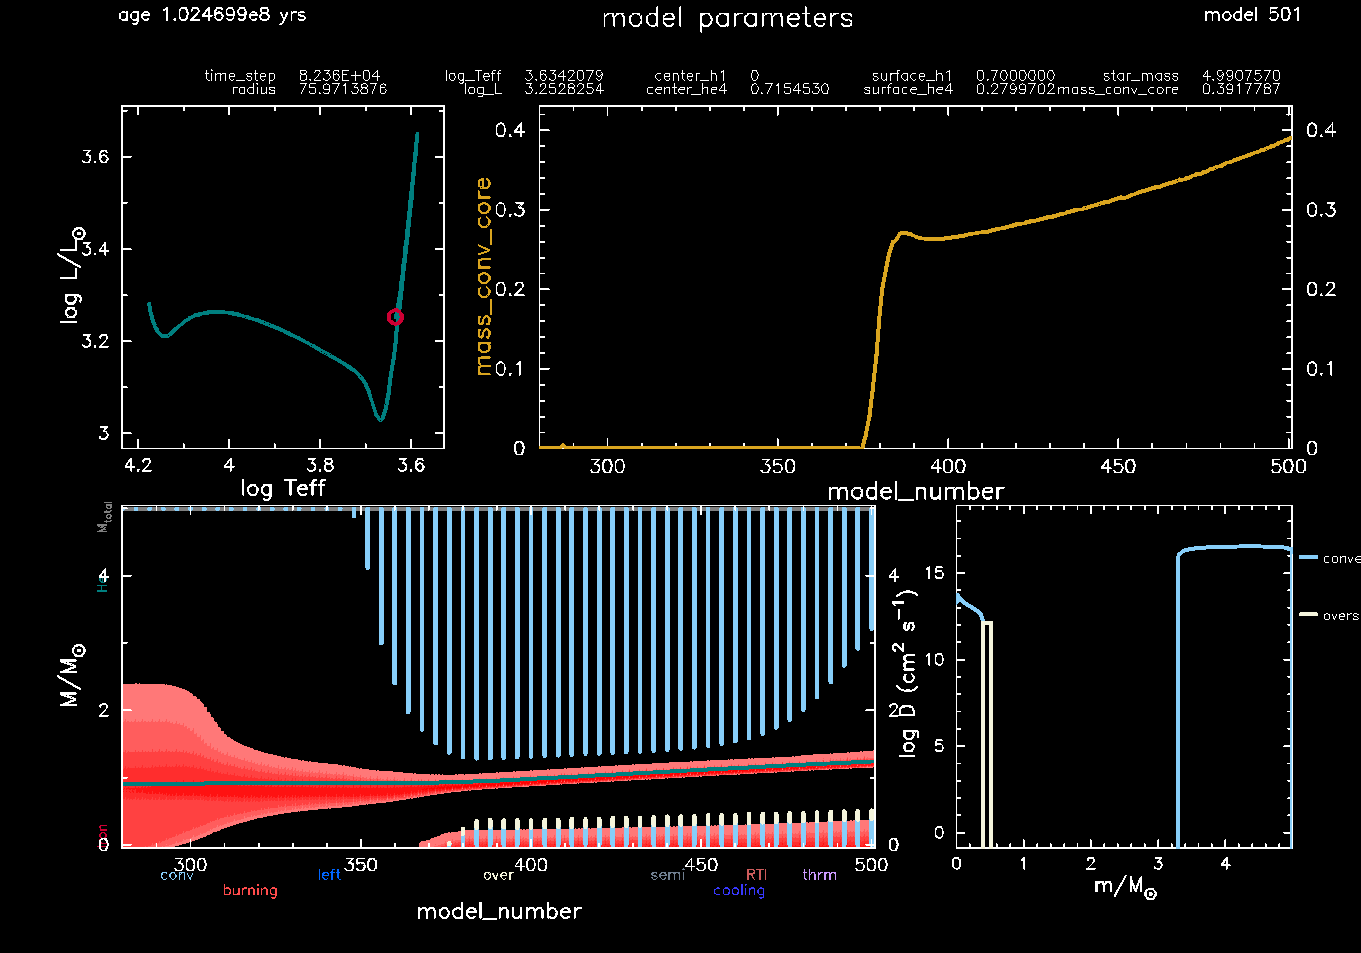 age 1.024699e8 yrs model parameters model 501
time_step 8.236E+04 log_Teff 3.6342079 center_h1 0 surface_h1 0.7000000 star_mass 4.9907570
radius 75.9713876 log_L 3.2528254 center_he4 0.7154530 surface_he4 0.2799702 mass_conv_core 0.3917787
3.6
3.4
3.2
3
log L/L⊙
4.2 4 3.8 3.6
log Teff
0.4 0.4
0.3 0.3
0.2 0.2
0.1 0.1
0 0
mass_conv_core
300 350 400 450 500
model_number
M_total
4 4
He
2 2
0 0
M/M⊙
300 350 400 450 500
conv left over semi RTI thrm
burning cooling
model_number
15
10
5
0
log D (cm² s⁻¹)
0 1 2 3 4
m/M⊙
conve
overs